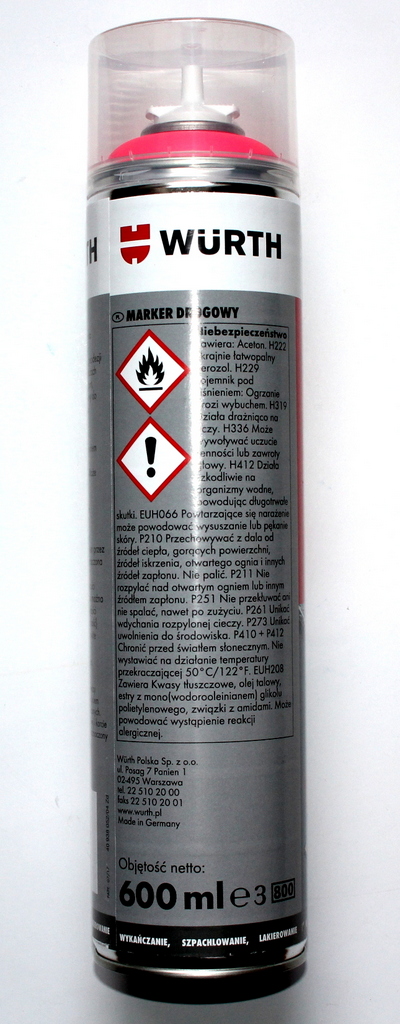 WÜRTH
MARKER DROGOWY
Niebezpieczeństwo
Zawiera: Aceton. H222
Skrajnie łatwopalny
aerozol. H229
Pojemnik pod
ciśnieniem: Ogrzanie
grozi wybuchem. H319
Działa drażniąco na
oczy. H336 Może
wywoływać uczucie
senności lub zawroty
głowy. H412 Działa
szkodliwie na
organizmy wodne,
powodując długotrwałe
skutki. EUH066 Powtarzające się narażenie
może powodować wysuszanie lub pękanie
skóry. P210 Przechowywać z dala od
źródeł ciepła, gorących powierzchni,
źródeł iskrzenia, otwartego ognia i innych
źródeł zapłonu. Nie palić. P211 Nie
rozpylać nad otwartym ogniem lub innym
źródłem zapłonu. P251 Nie przekłuwać ani
nie spalać, nawet po zużyciu. P261 Unikać
wdychania rozpylonej cieczy. P273 Unikać
uwolnienia do środowiska. P410 + P412
Chronić przed światłem słonecznym. Nie
wystawiać na działanie temperatury
przekraczającej 50°C/122°F. EUH208
Zawiera Kwasy tłuszczowe, olej talowy,
estry z mono(wodorooleinianem) glikolu
polietylenowego, związki z amidami. Może
powodować wystąpienie reakcji
alergicznej.
Würth Polska Sp. z o.o.
ul. Posag 7 Panien 1
02-495 Warszawa
tel. 22 510 20 00
faks 22 510 20 01
www.wurth.pl
Made in Germany
Objętość netto:
600 ml e 3 800
WYKAŃCZANIE, SZPACHLOWANIE, LAKIEROWANIE